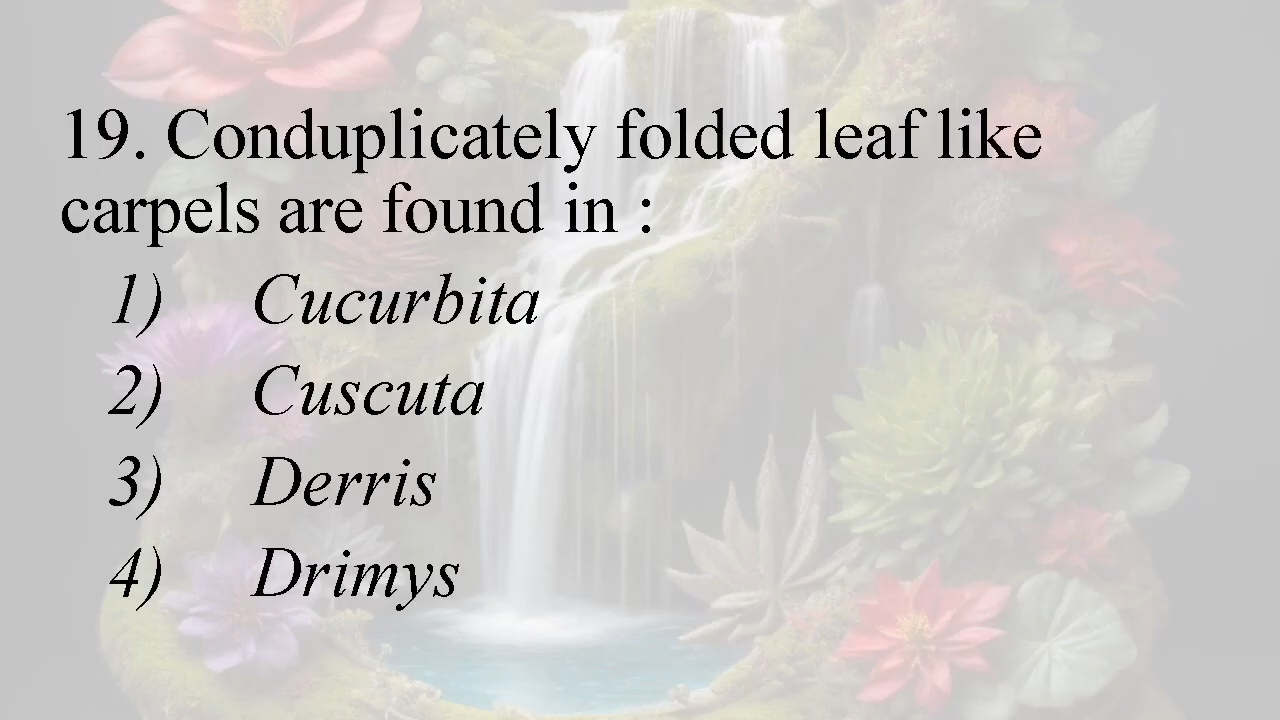 19. Conduplicately folded leaf like
carpels are found in :
1) Cucurbita
2) Cuscuta
3) Derris
4) Drimys